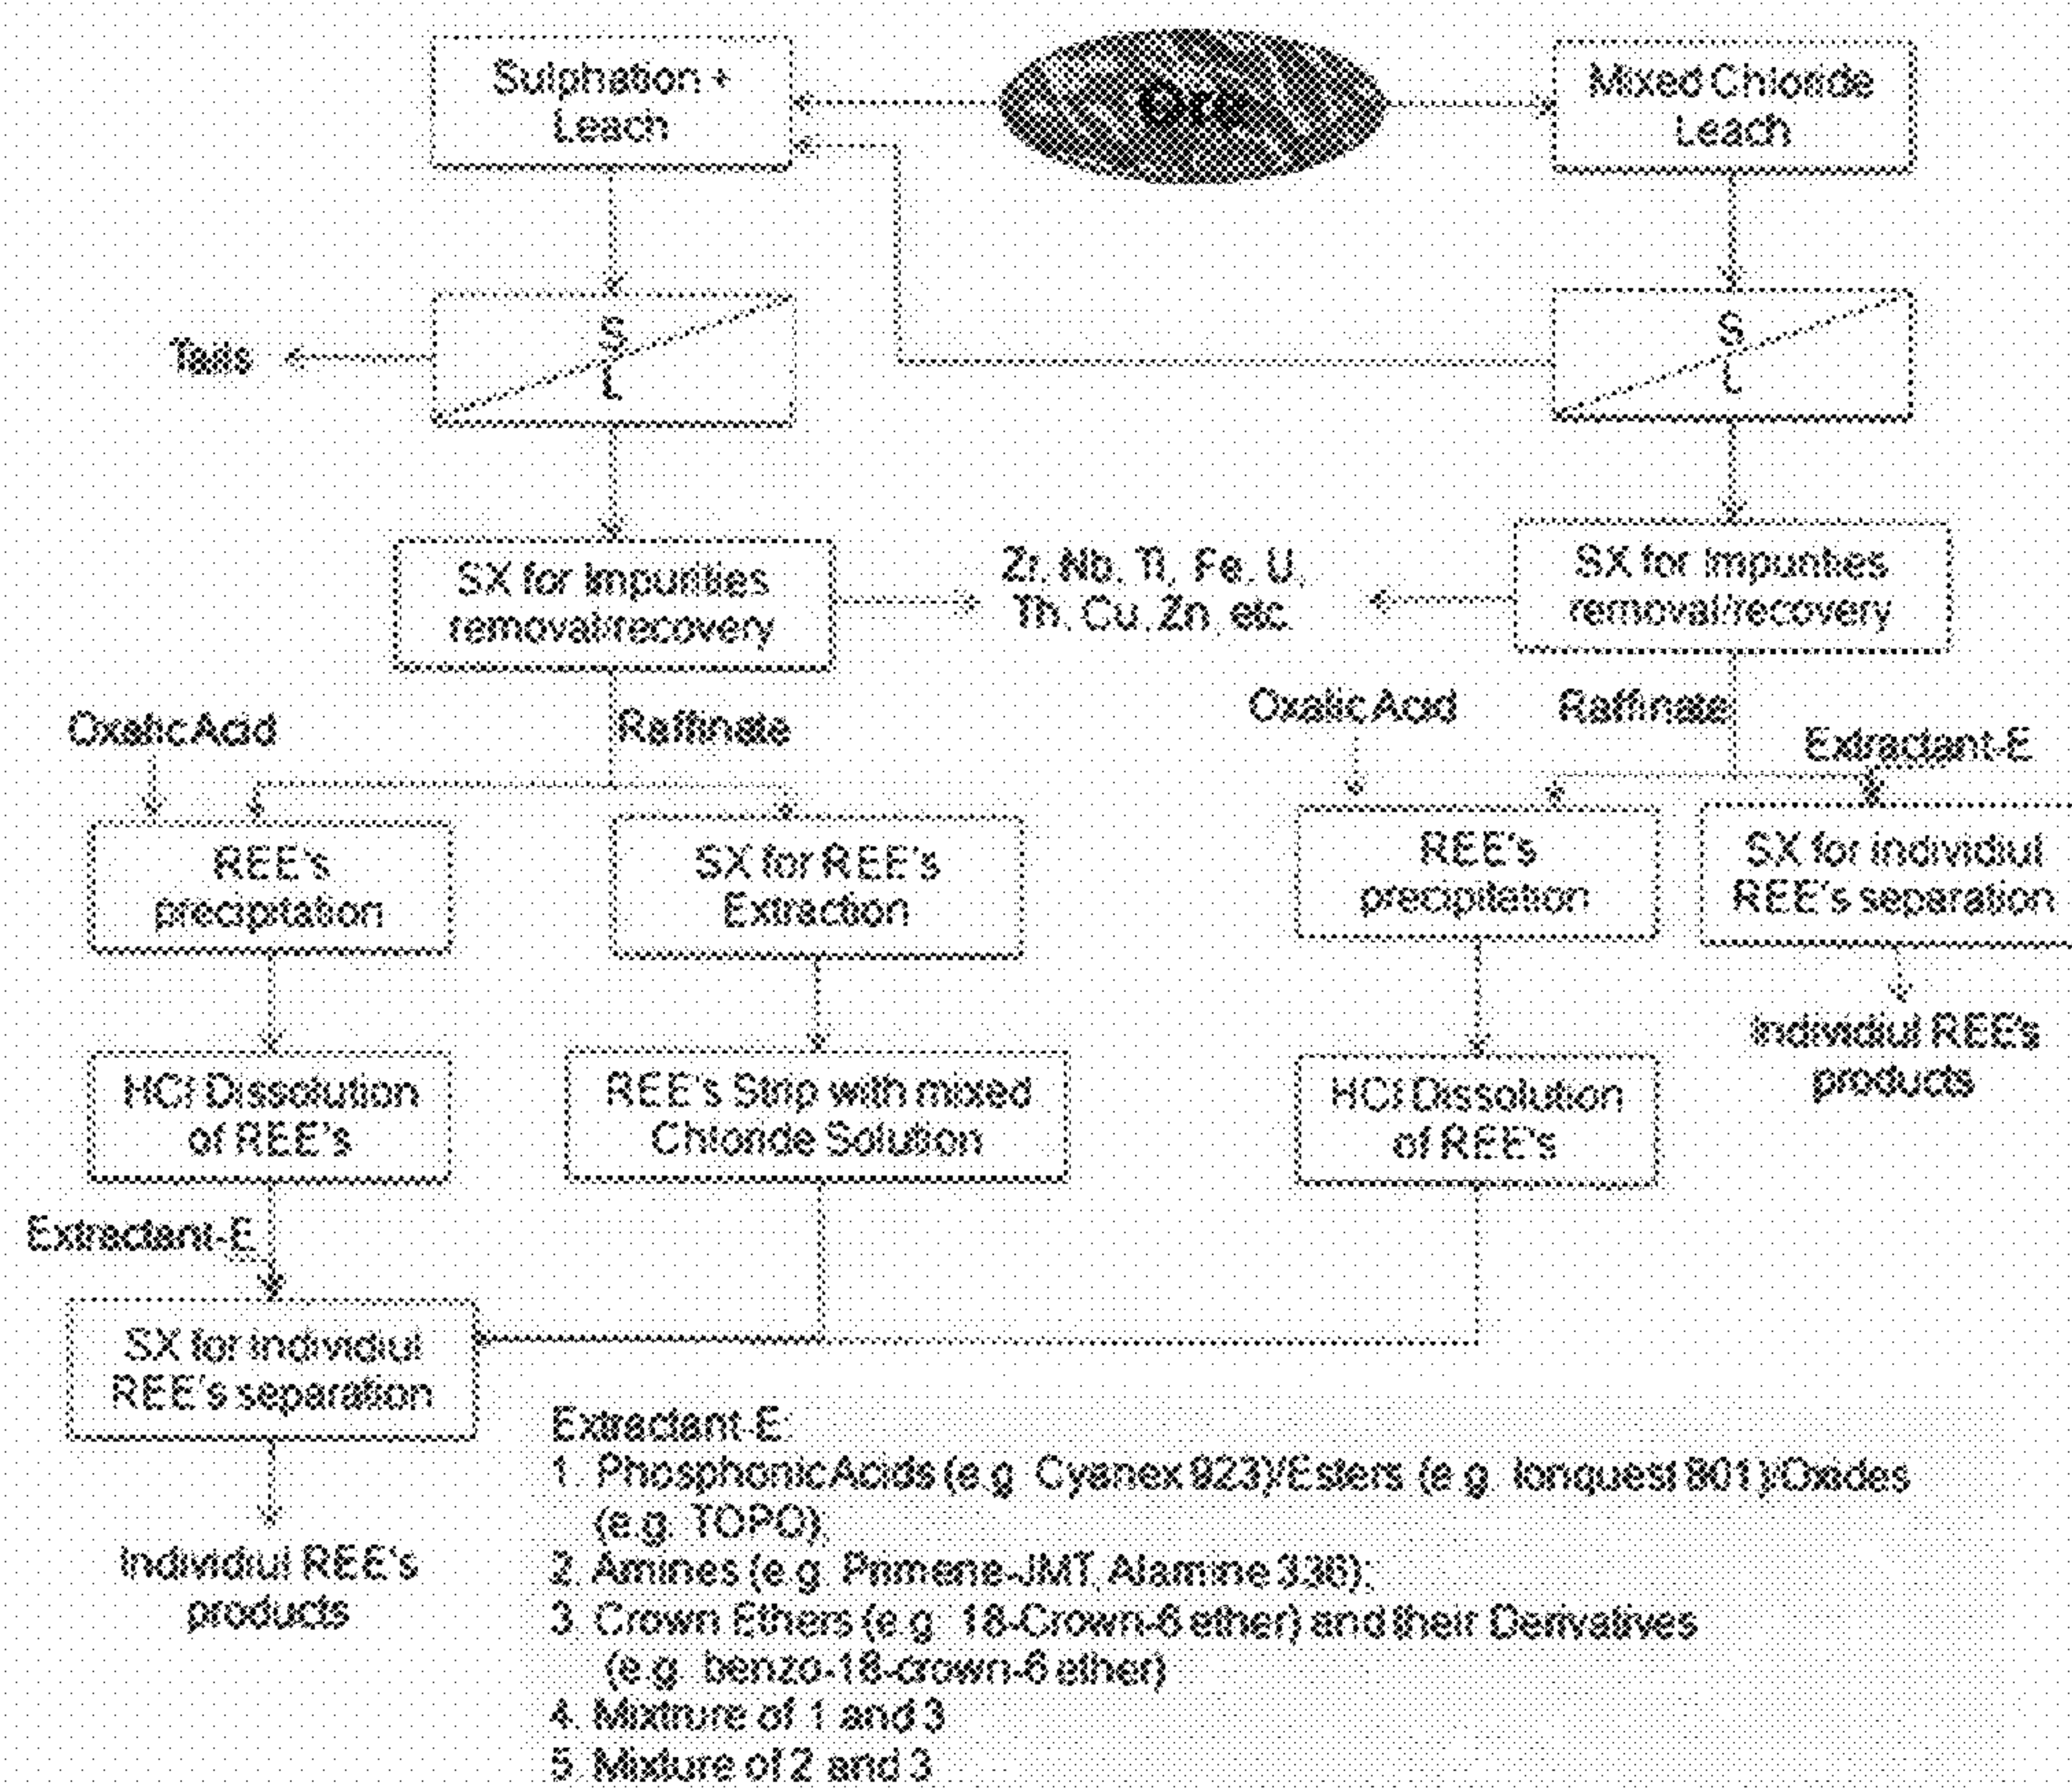 Sulphation +
Leach
Ore
Mixed Chloride
Leach
S
L
Tails
S
L
SX for Impurities
removal/recovery
Zr, Nb, Ti, Fe, U,
Th, Cu, Zn, etc.
SX for Impurities
removal/recovery
Oxalic Acid
Raffinate
Oxalic Acid
Raffinate
Extractant-E
REE's
precipitation
SX for REE's
Extraction
REE's
precipitation
SX for individiul
REE's separation
HCl Dissolution
of REE's
REE's Strip with mixed
Chloride Solution
HCl Dissolution
of REE's
Individiul REE's
products
Extractant-E
SX for individiul
REE's separation
Individiul REE's
products
Extractant-E:
1. Phosphonic Acids (e.g. Cyanex 923)/Esters (e.g. Ionquest 801)/Oxides
(e.g. TOPO);
2. Amines (e.g. Primene-JMT, Alamine 336);
3. Crown Ethers (e.g. 18-Crown-6 ether) and their Derivatives
(e.g. benzo-18-crown-6 ether)
4. Mixtrure of 1 and 3
5. Mixture of 2 and 3